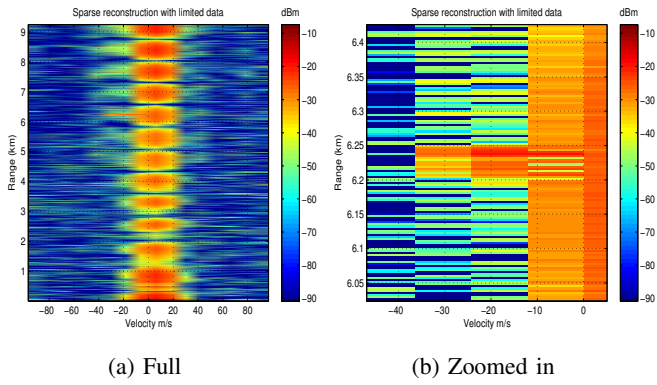 Sparse reconstruction with limited data
dBm
Range (km)
9
8
7
6
5
4
3
2
1
−80 −60 −40 −20 0 20 40 60 80
Velocity m/s
−10
−20
−30
−40
−50
−60
−70
−80
−90
(a) Full
Sparse reconstruction with limited data
dBm
Range (km)
6.4
6.35
6.3
6.25
6.2
6.15
6.1
6.05
−40 −30 −20 −10 0
Velocity m/s
−10
−20
−30
−40
−50
−60
−70
−80
−90
(b) Zoomed in